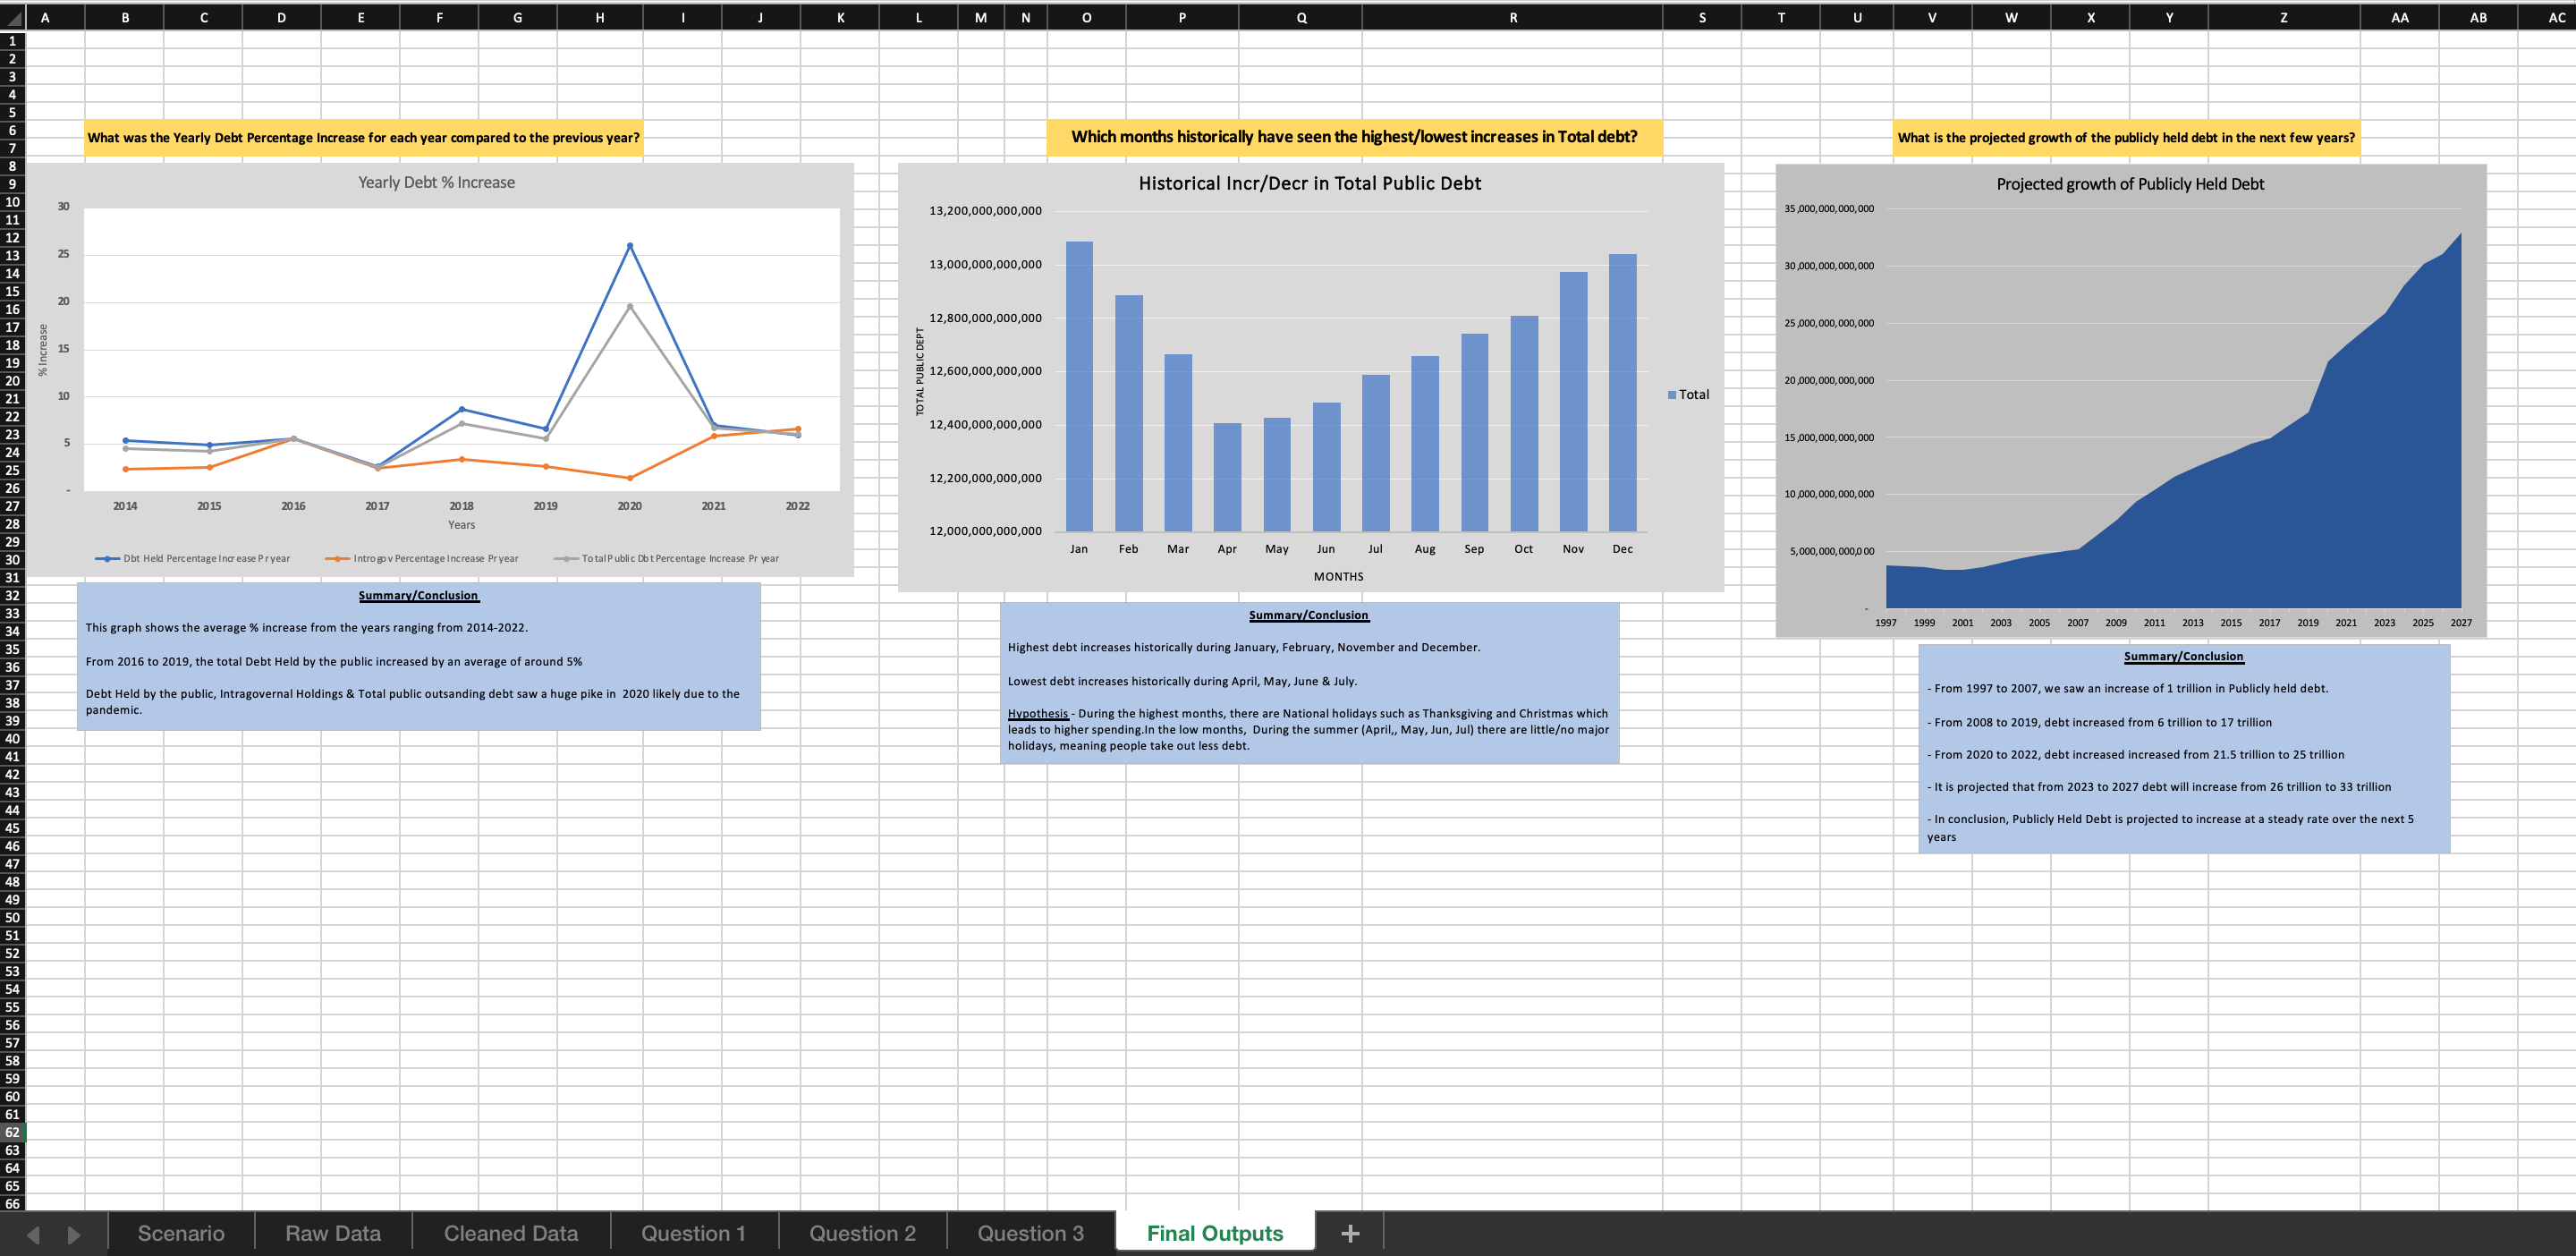 A B C D E F G H I J K L M N O P Q R S T U V W X Y Z AA AB AC
1
2
3
4
5
6
7
8
9
10
11
12
13
14
15
16
17
18
19
20
21
22
23
24
25
26
27
28
29
30
31
32
33
34
35
36
37
38
39
40
41
42
43
44
45
46
47
48
49
50
51
52
53
54
55
56
57
58
59
60
61
62
63
64
65
66
What was the Yearly Debt Percentage Increase for each year compared to the previous year?
Yearly Debt % Increase
30
25
20
15
10
5
-
% Increase
2014 2015 2016 2017 2018 2019 2020 2021 2022
Years
Dbt Held Percentage Increase Pr year Introgov Percentage Increase Pr year Total Public Dbt Percentage Increase Pr year
Summary/Conclusion
This graph shows the average % increase from the years ranging from 2014-2022.
From 2016 to 2019, the total Debt Held by the public increased by an average of around 5%
Debt Held by the public, Intragovernal Holdings & Total public outsanding debt saw a huge pike in 2020 likely due to the
pandemic.
Which months historically have seen the highest/lowest increases in Total debt?
Historical Incr/Decr in Total Public Debt
13,200,000,000,000
13,000,000,000,000
12,800,000,000,000
12,600,000,000,000
12,400,000,000,000
12,200,000,000,000
12,000,000,000,000
TOTAL PUBLIC DEPT
Total
Jan Feb Mar Apr May Jun Jul Aug Sep Oct Nov Dec
MONTHS
Summary/Conclusion
Highest debt increases historically during January, February, November and December.
Lowest debt increases historically during April, May, June & July.
Hypothesis - During the highest months, there are National holidays such as Thanksgiving and Christmas which
leads to higher spending.In the low months, During the summer (April,, May, Jun, Jul) there are little/no major
holidays, meaning people take out less debt.
What is the projected growth of the publicly held debt in the next few years?
Projected growth of Publicly Held Debt
35,000,000,000,000
30,000,000,000,000
25,000,000,000,000
20,000,000,000,000
15,000,000,000,000
10,000,000,000,000
5,000,000,000,000
-
1997 1999 2001 2003 2005 2007 2009 2011 2013 2015 2017 2019 2021 2023 2025 2027
Summary/Conclusion
- From 1997 to 2007, we saw an increase of 1 trillion in Publicly held debt.
- From 2008 to 2019, debt increased from 6 trillion to 17 trillion
- From 2020 to 2022, debt increased increased from 21.5 trillion to 25 trillion
- It is projected that from 2023 to 2027 debt will increase from 26 trillion to 33 trillion
- In conclusion, Publicly Held Debt is projected to increase at a steady rate over the next 5
years
Scenario Raw Data Cleaned Data Question 1 Question 2 Question 3 Final Outputs +